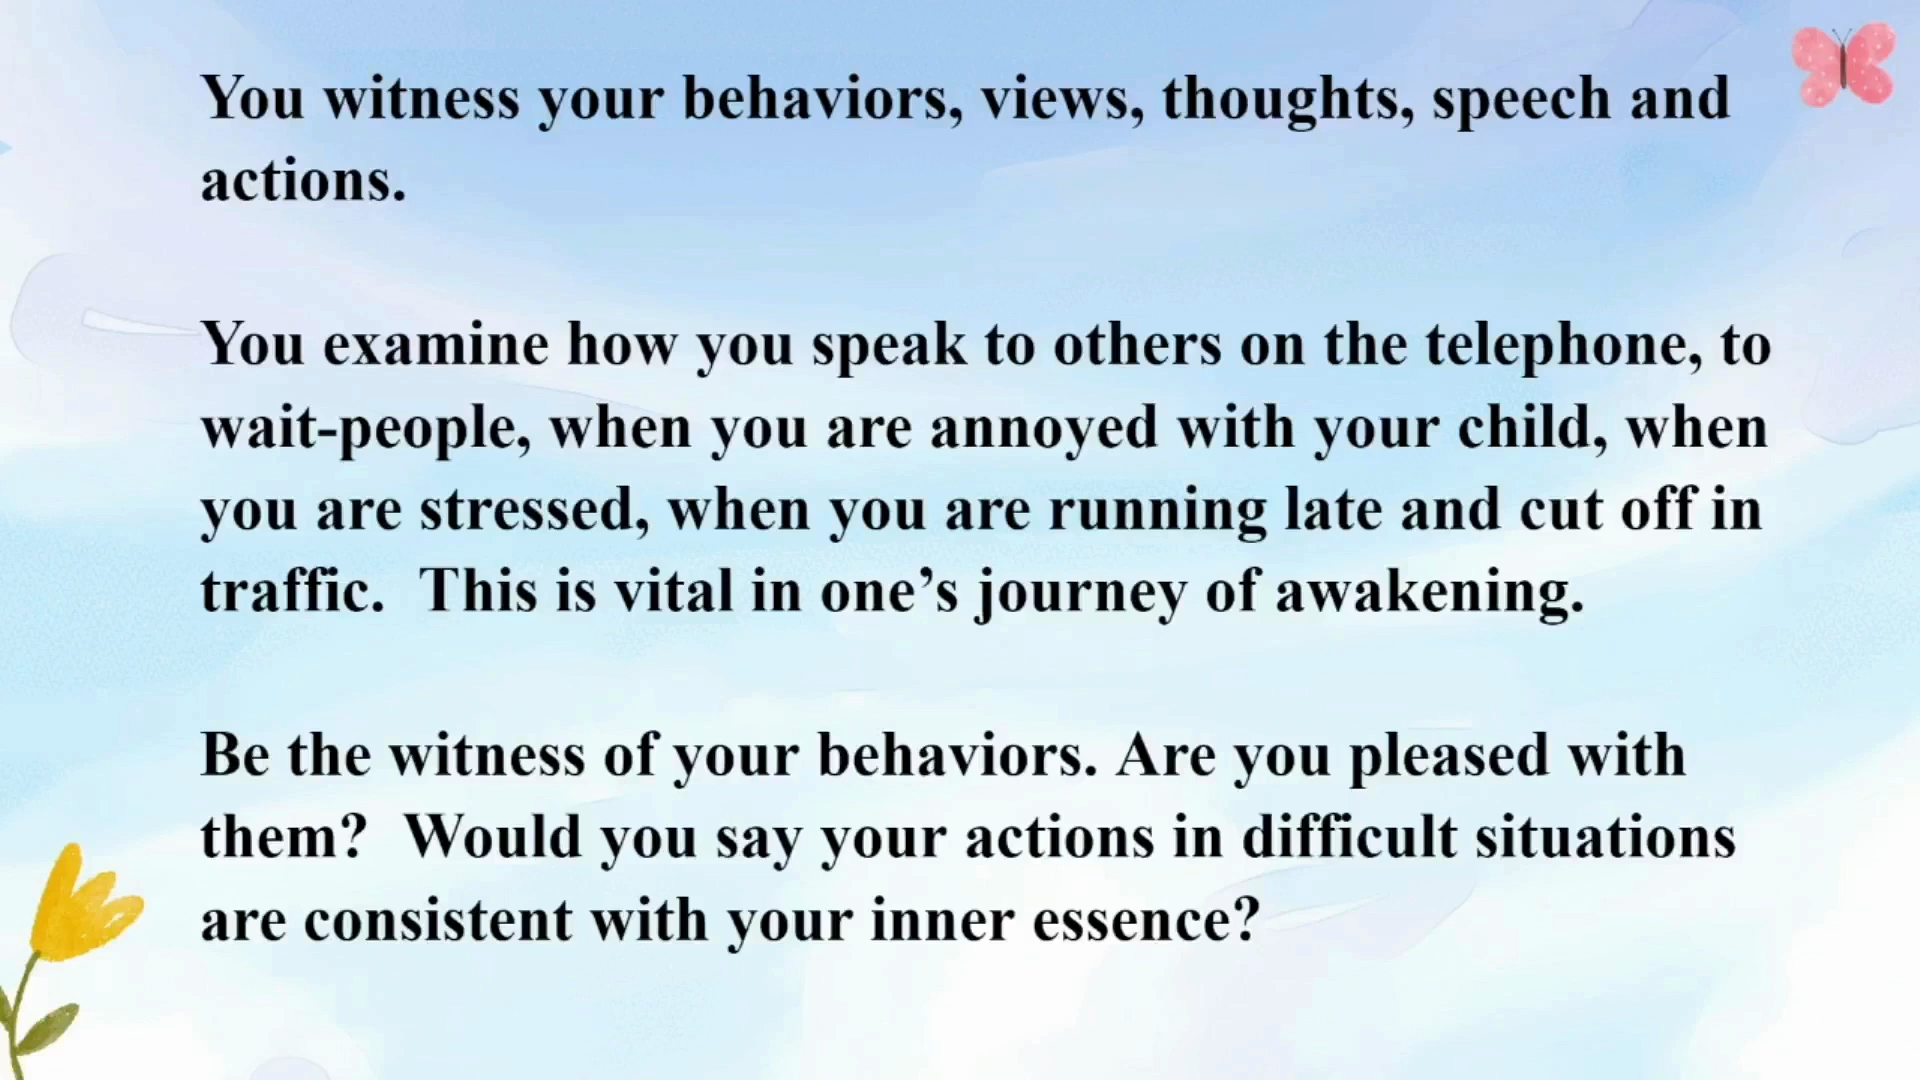 You witness your behaviors, views, thoughts, speech and
actions.
You examine how you speak to others on the telephone, to
wait-people, when you are annoyed with your child, when
you are stressed, when you are running late and cut off in
traffic.  This is vital in one’s journey of awakening.
Be the witness of your behaviors. Are you pleased with
them?  Would you say your actions in difficult situations
are consistent with your inner essence?